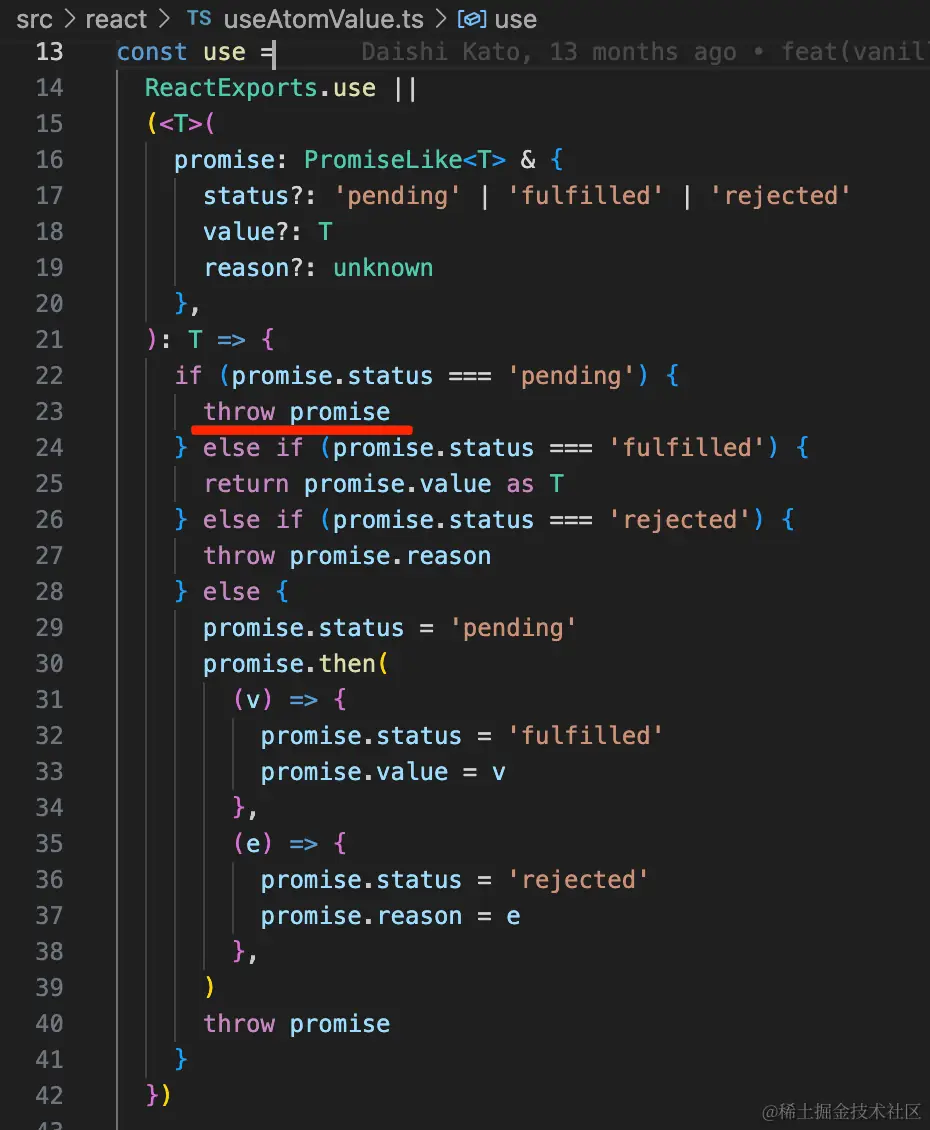 src > react > TS useAtomValue.ts > use
13 const use = Daishi Kato, 13 months ago • feat(vanil
14 ReactExports.use ||
15 (<T>(
16 promise: PromiseLike<T> & {
17 status?: 'pending' | 'fulfilled' | 'rejected'
18 value?: T
19 reason?: unknown
20 },
21 ): T => {
22 if (promise.status === 'pending') {
23 throw promise
24 } else if (promise.status === 'fulfilled') {
25 return promise.value as T
26 } else if (promise.status === 'rejected') {
27 throw promise.reason
28 } else {
29 promise.status = 'pending'
30 promise.then(
31 (v) => {
32 promise.status = 'fulfilled'
33 promise.value = v
34 },
35 (e) => {
36 promise.status = 'rejected'
37 promise.reason = e
38 },
39 )
40 throw promise
41 }
42 })
43
@稀土掘金技术社区